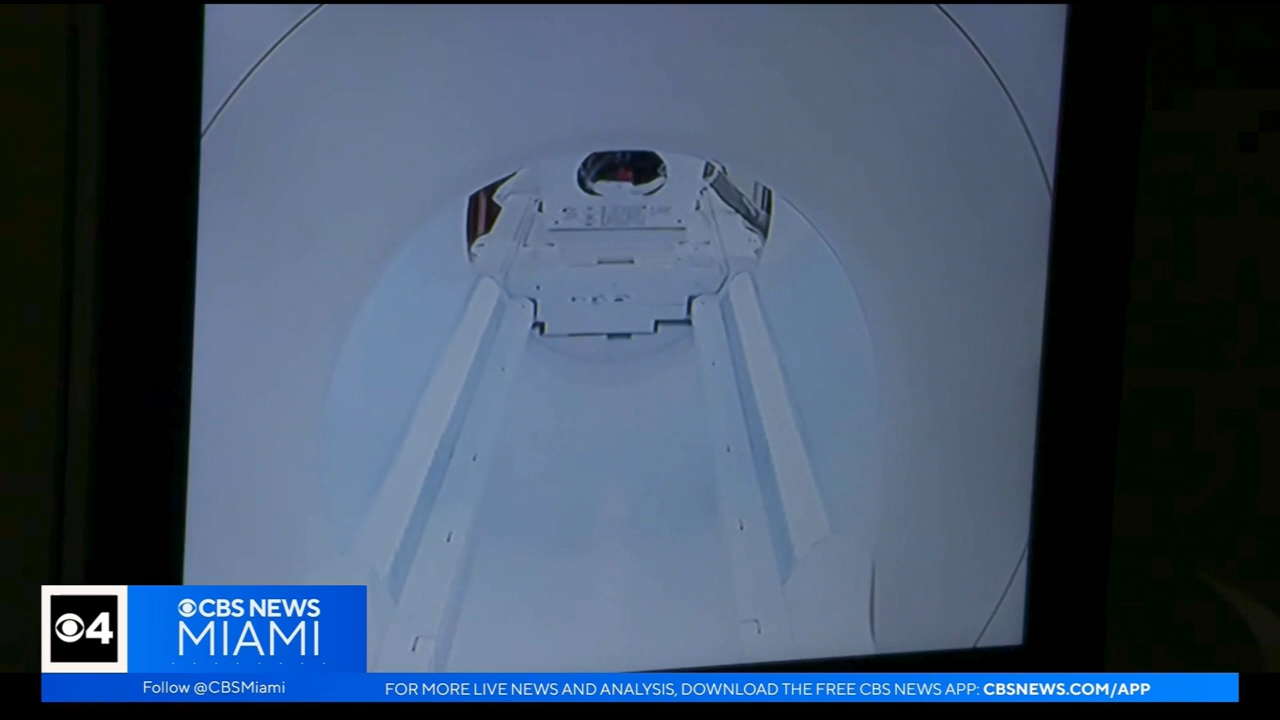 4
CBS NEWS
MIAMI
Follow @CBSMiami
FOR MORE LIVE NEWS AND ANALYSIS, DOWNLOAD THE FREE CBS NEWS APP: CBSNEWS.COM/APP